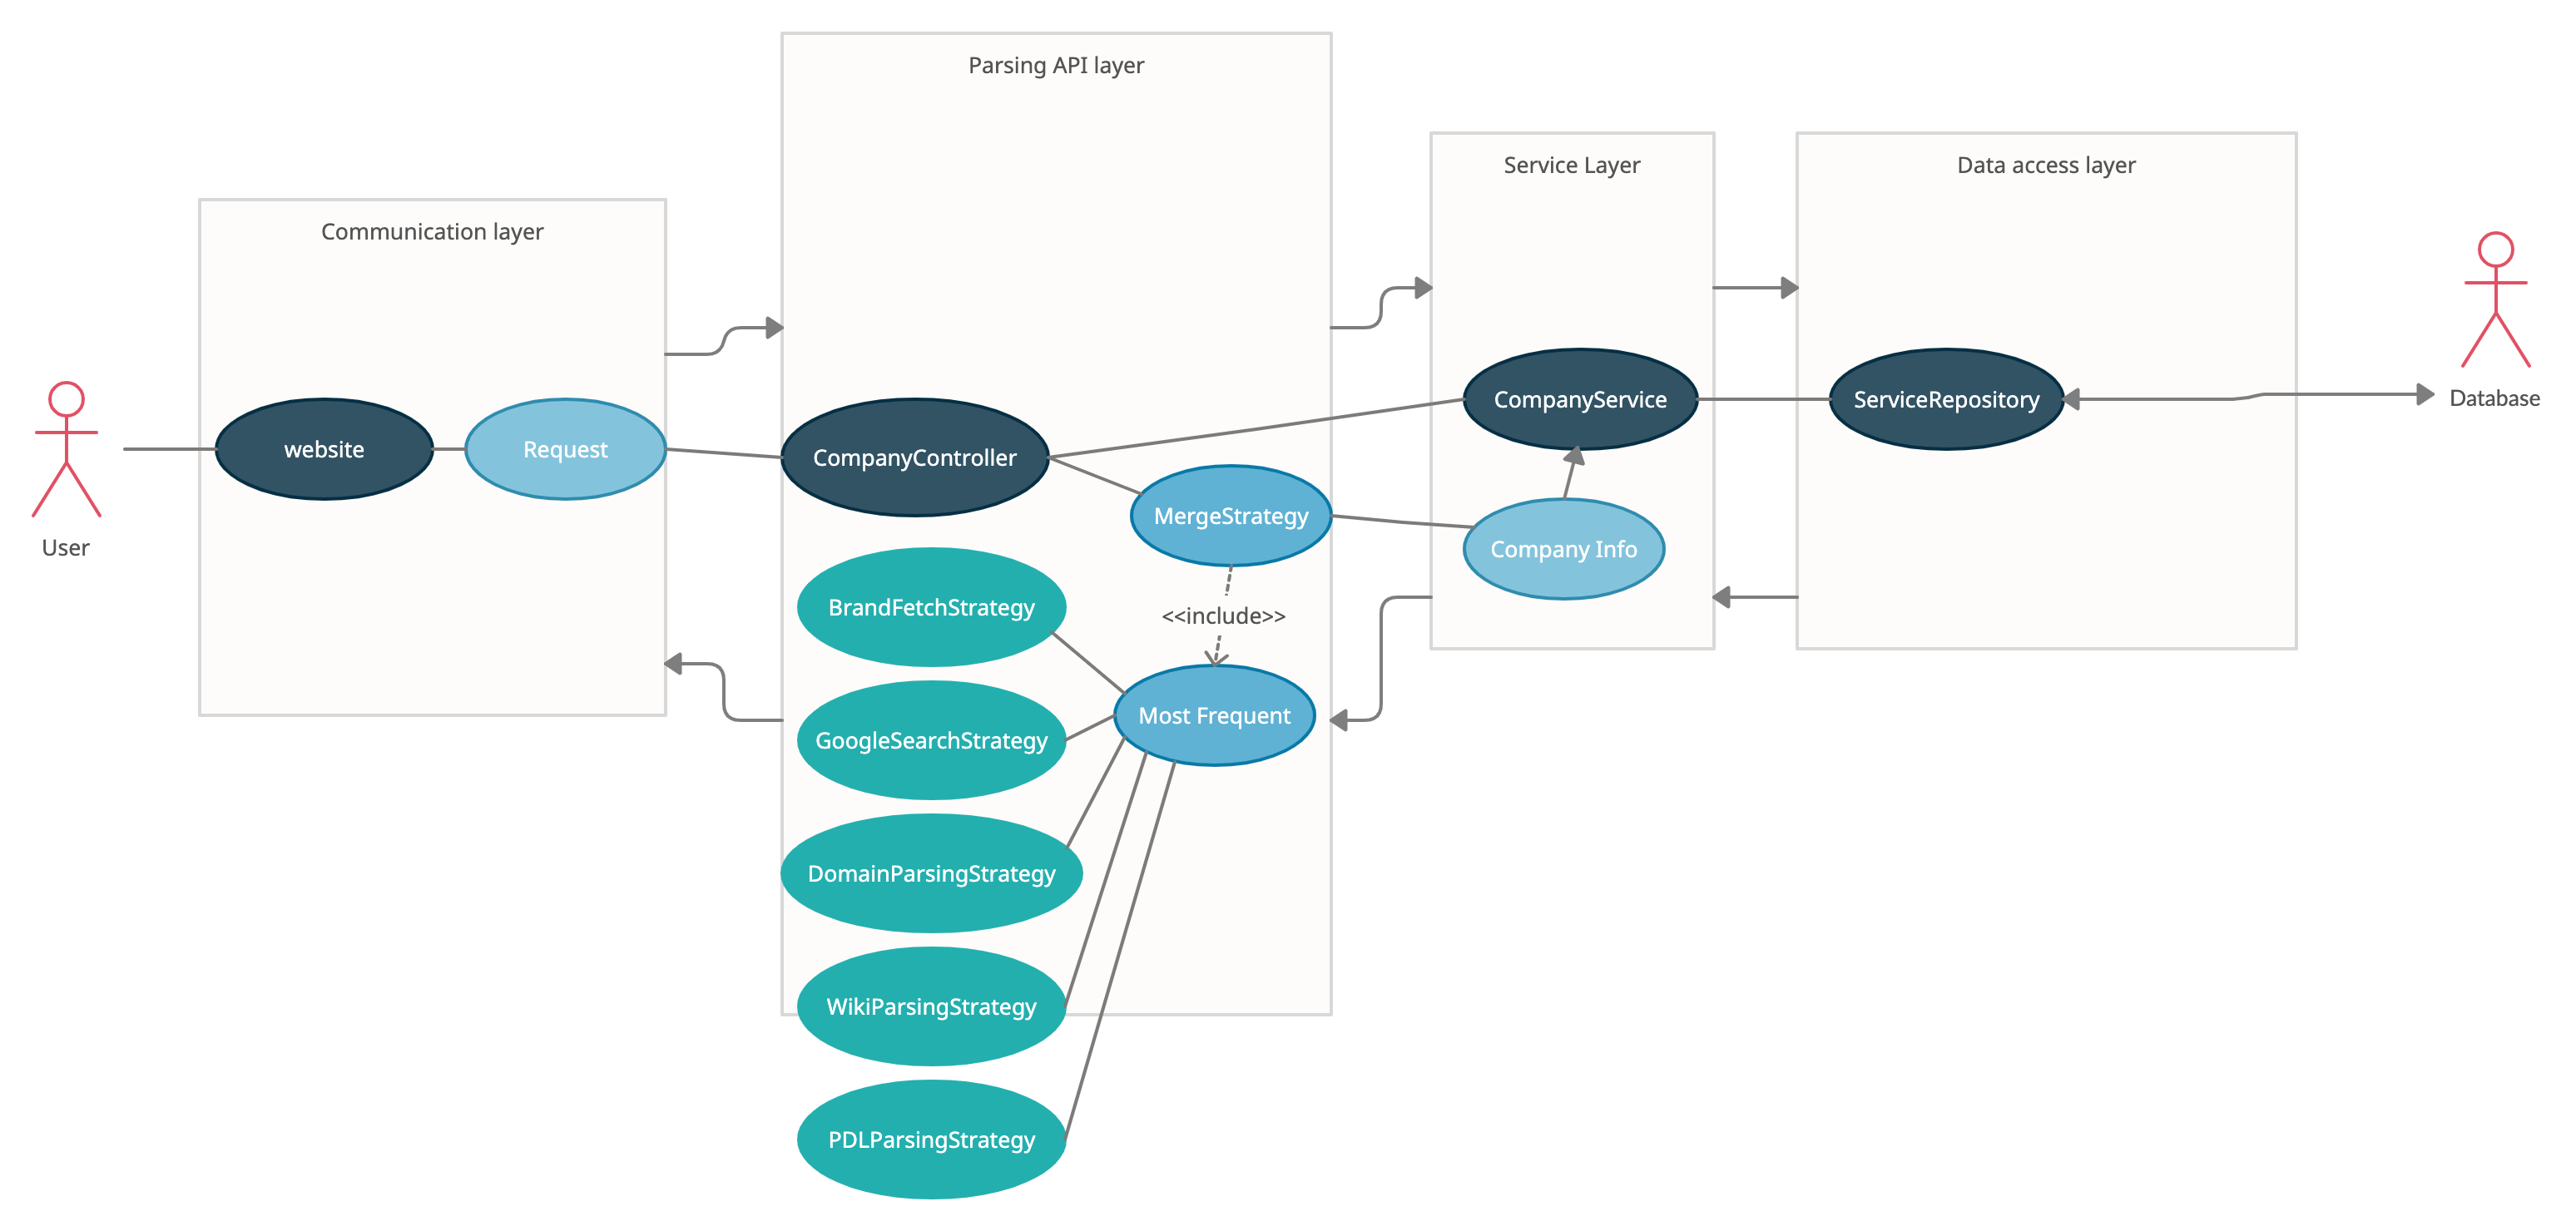 Parsing API layer
Service Layer
Data access layer
Communication layer
website
Request
CompanyController
CompanyService
ServiceRepository
Database
User
MergeStrategy
Company Info
<<include>>
BrandFetchStrategy
Most Frequent
GoogleSearchStrategy
DomainParsingStrategy
WikiParsingStrategy
PDLParsingStrategy